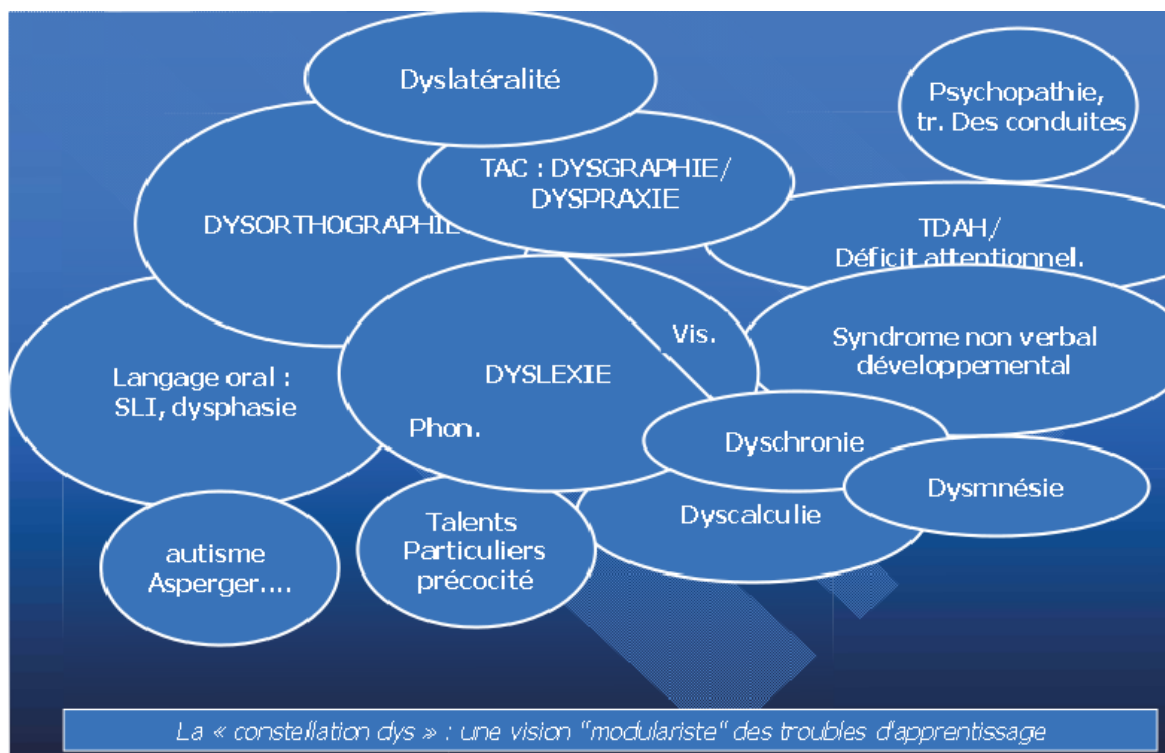 Dyslatéralité
Psychopathie,
tr. Des conduites
TAC : DYSGRAPHIE/
DYSPRAXIE
DYSORTHOGRAPHIE
TDAH/
Déficit attentionnel.
Vis.
Syndrome non verbal
développemental
Langage oral :
SLI, dysphasie
DYSLEXIE
Phon.
Dyschronie
Dysmnésie
Dyscalculie
Talents
Particuliers
précocité
autisme
Asperger....
La « constellation dys » : une vision "modulariste" des troubles d'apprentissage